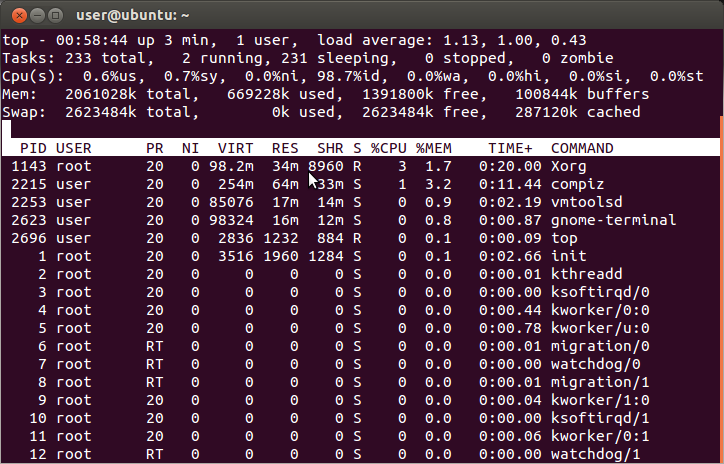 user@ubuntu: ~
top - 00:58:44 up 3 min,  1 user,  load average: 1.13, 1.00, 0.43
Tasks: 233 total,   2 running, 231 sleeping,   0 stopped,   0 zombie
Cpu(s):  0.6%us,  0.7%sy,  0.0%ni, 98.7%id,  0.0%wa,  0.0%hi,  0.0%si,  0.0%st
Mem:   2061028k total,   669228k used,  1391800k free,   100844k buffers
Swap:  2623484k total,        0k used,  2623484k free,   287120k cached
  PID USER      PR  NI  VIRT  RES  SHR S %CPU %MEM    TIME+  COMMAND
 1143 root      20   0 98.2m  34m 8960 R    3  1.7   0:20.00 Xorg
 2215 user      20   0  254m  64m  33m S    1  3.2   0:11.44 compiz
 2253 user      20   0 85076  17m  14m S    0  0.9   0:02.19 vmtoolsd
 2623 user      20   0 98324  16m  12m S    0  0.8   0:00.87 gnome-terminal
 2696 user      20   0  2836 1232  884 R    0  0.1   0:00.09 top
    1 root      20   0  3516 1960 1284 S    0  0.1   0:02.66 init
    2 root      20   0     0    0    0 S    0  0.0   0:00.01 kthreadd
    3 root      20   0     0    0    0 S    0  0.0   0:00.00 ksoftirqd/0
    4 root      20   0     0    0    0 S    0  0.0   0:00.44 kworker/0:0
    5 root      20   0     0    0    0 S    0  0.0   0:00.78 kworker/u:0
    6 root      RT   0     0    0    0 S    0  0.0   0:00.01 migration/0
    7 root      RT   0     0    0    0 S    0  0.0   0:00.00 watchdog/0
    8 root      RT   0     0    0    0 S    0  0.0   0:00.01 migration/1
    9 root      20   0     0    0    0 S    0  0.0   0:00.04 kworker/1:0
   10 root      20   0     0    0    0 S    0  0.0   0:00.00 ksoftirqd/1
   11 root      20   0     0    0    0 S    0  0.0   0:00.06 kworker/0:1
   12 root      RT   0     0    0    0 S    0  0.0   0:00.00 watchdog/1